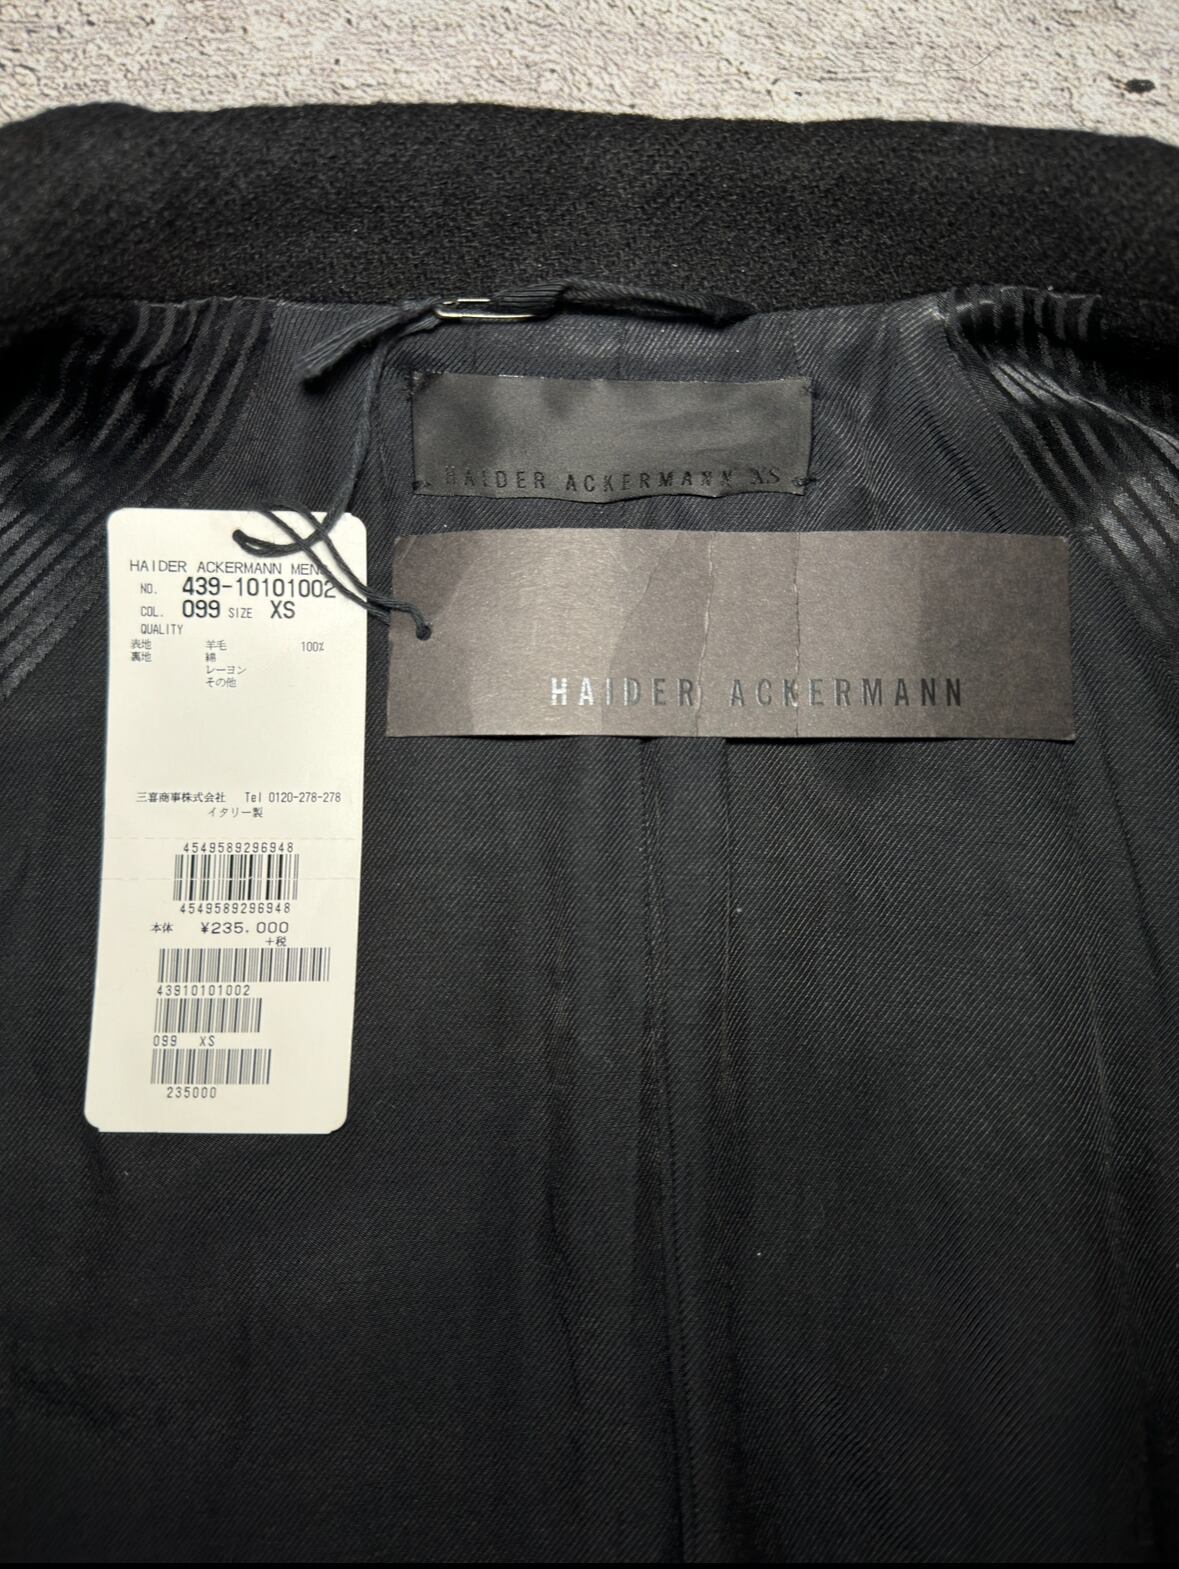 HAIDER ACKERMANN XS
HAIDER ACKERMANN MENS
NO. 439-10101002
COL. 099 SIZE XS
QUALITY
表地 羊毛 100%
裏地 綿
レーヨン
その他
三喜商事株式会社 Tel 0120-278-278
イタリー製
4549589296948
4549589296948
本体 ¥235.000
+税
43910101002
099 XS
235000
HAIDER ACKERMANN